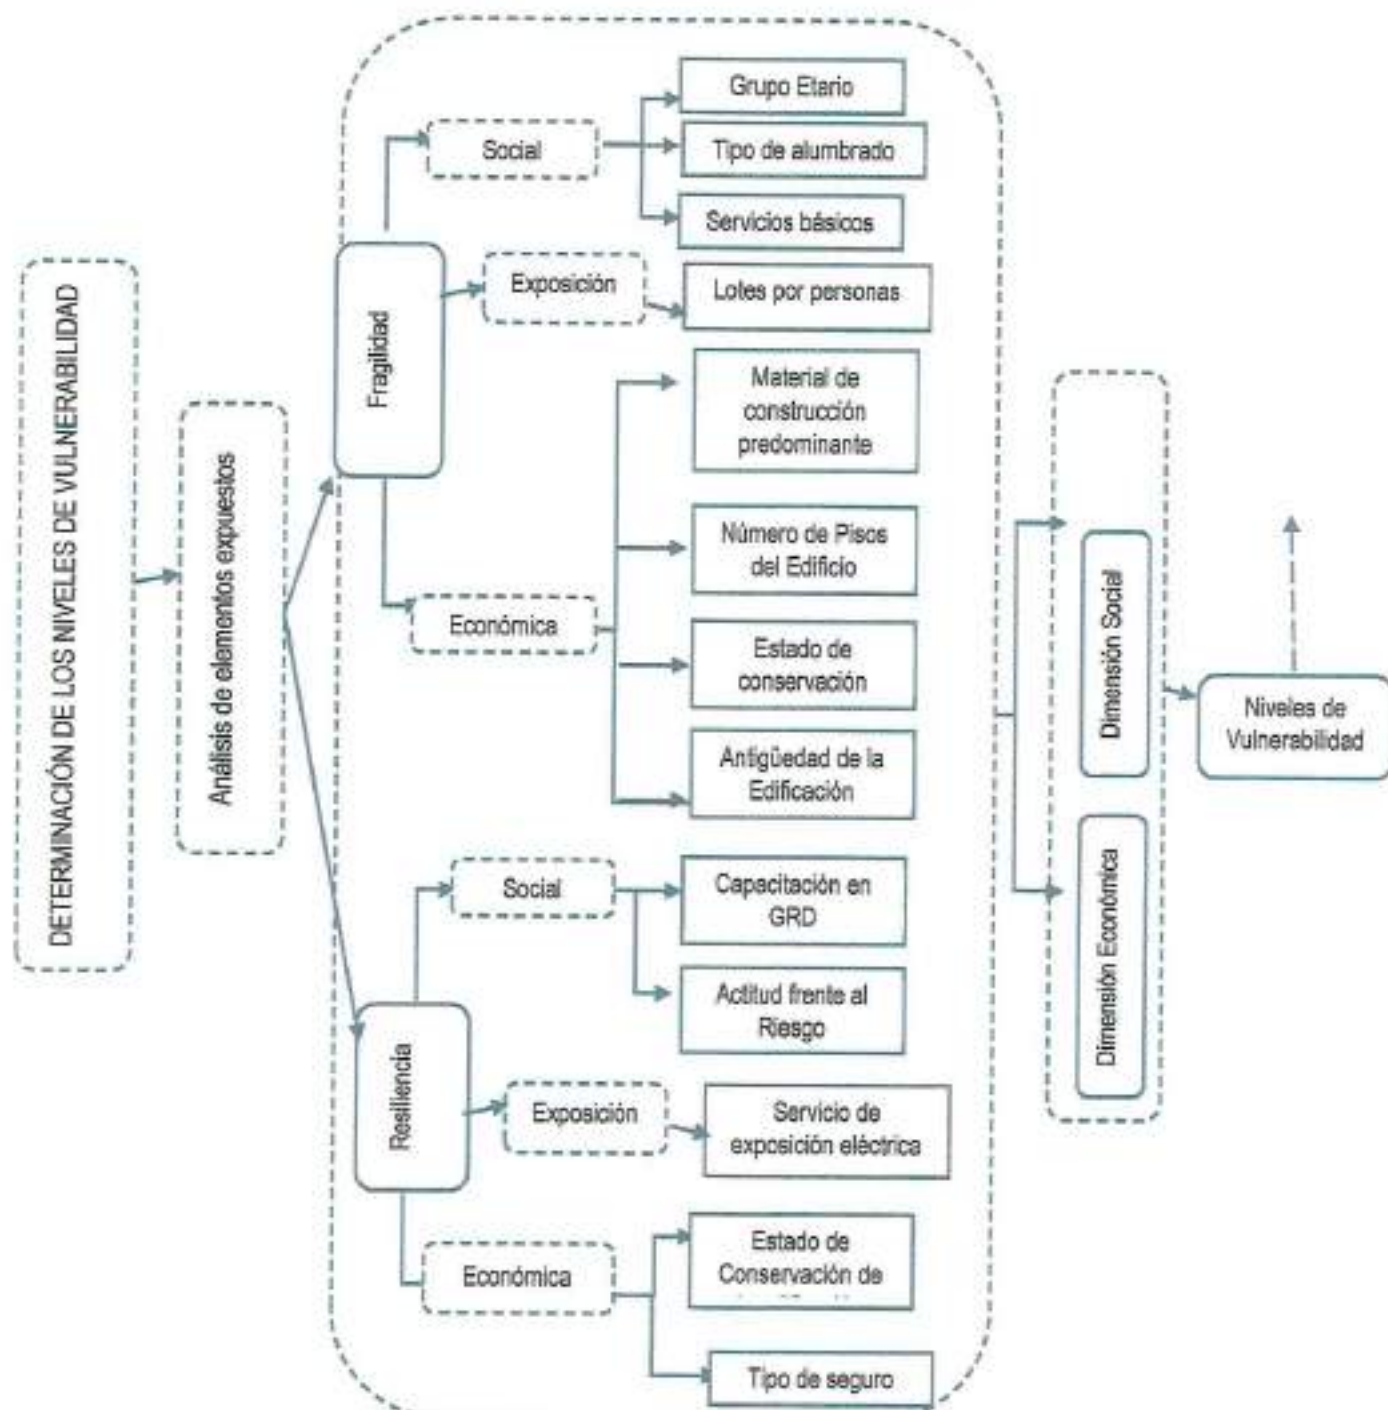 DETERMINACIÓN DE LOS NIVELES DE VULNERABILIDAD
Análisis de elementos expuestos
Fragilidad
Social
Grupo Etario
Tipo de alumbrado
Servicios básicos
Exposición
Lotes por personas
Económica
Material de
construcción
predominante
Número de Pisos
del Edificio
Estado de
conservación
Antigüedad de la
Edificación
Resiliencia
Social
Capacitación en
GRD
Actitud frente al
Riesgo
Exposición
Servicio de
exposición eléctrica
Económica
Estado de
Conservación de
Tipo de seguro
Dimensión Social
Dimensión Económica
Niveles de
Vulnerabilidad